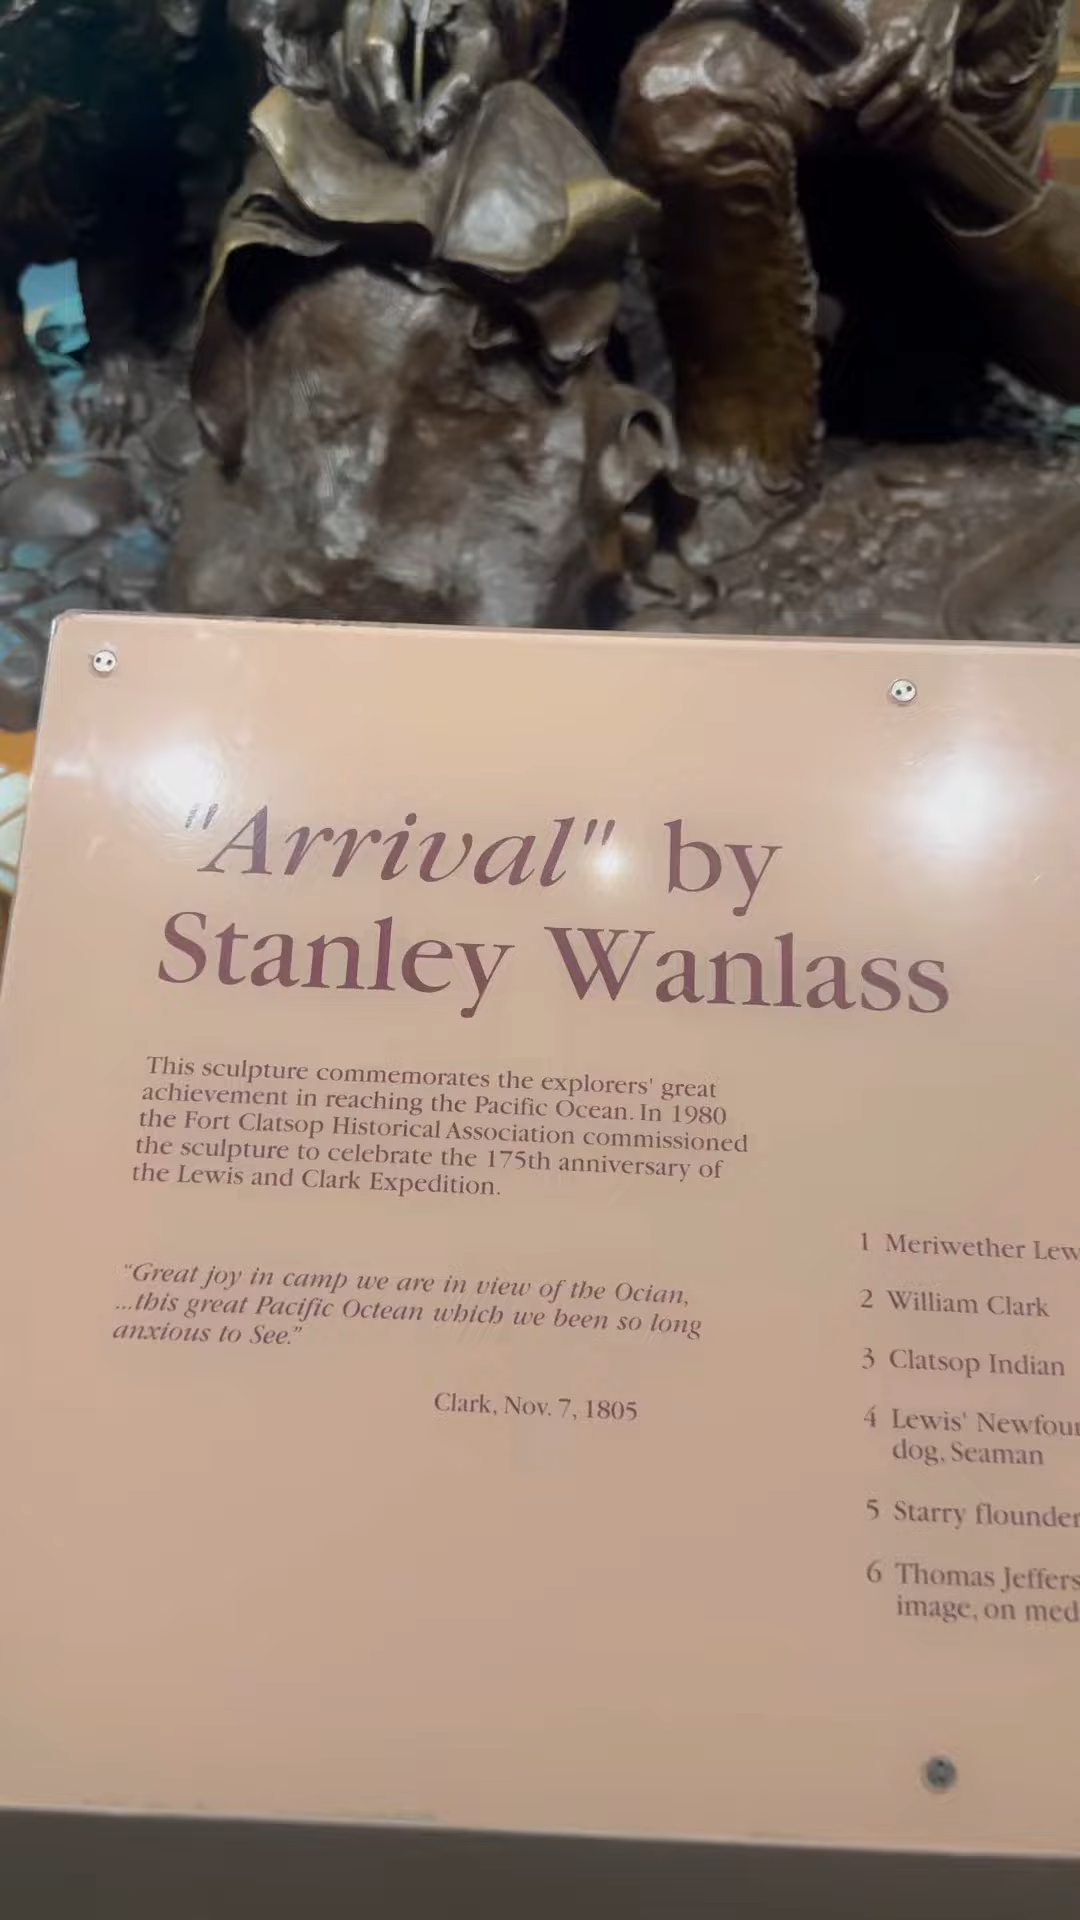 "Arrival" by
Stanley Wanlass
This sculpture commemorates the explorers' great
achievement in reaching the Pacific Ocean. In 1980
the Fort Clatsop Historical Association commissioned
the sculpture to celebrate the 175th anniversary of
the Lewis and Clark Expedition.
"Great joy in camp we are in view of the Ocian,
...this great Pacific Octean which we been so long
anxious to See."
Clark, Nov. 7, 1805
1 Meriwether
2 William Clark
3 Clatsop Indian
4 Lewis'
dog, Seaman
5 Starry flounder
6 Thomas
image, on